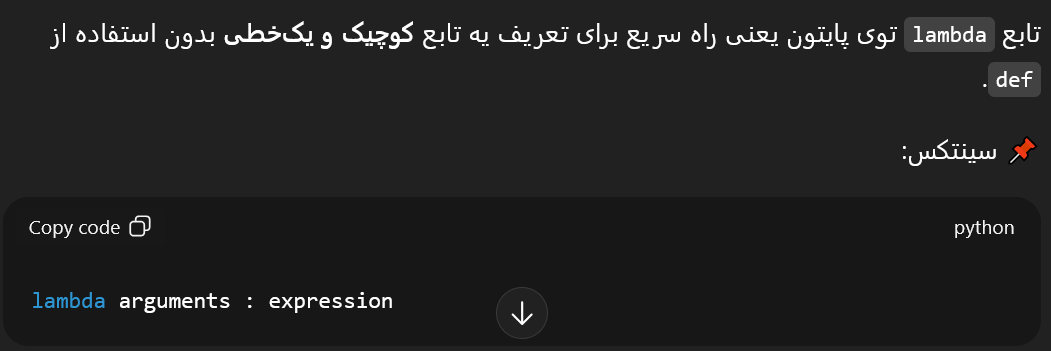 تابع lambda توی پایتون یعنی راه سریع برای تعریف یه تابع کوچیک و یک‌خطی بدون استفاده از
def.
📌 سینتکس:
Copy code python
lambda arguments : expression